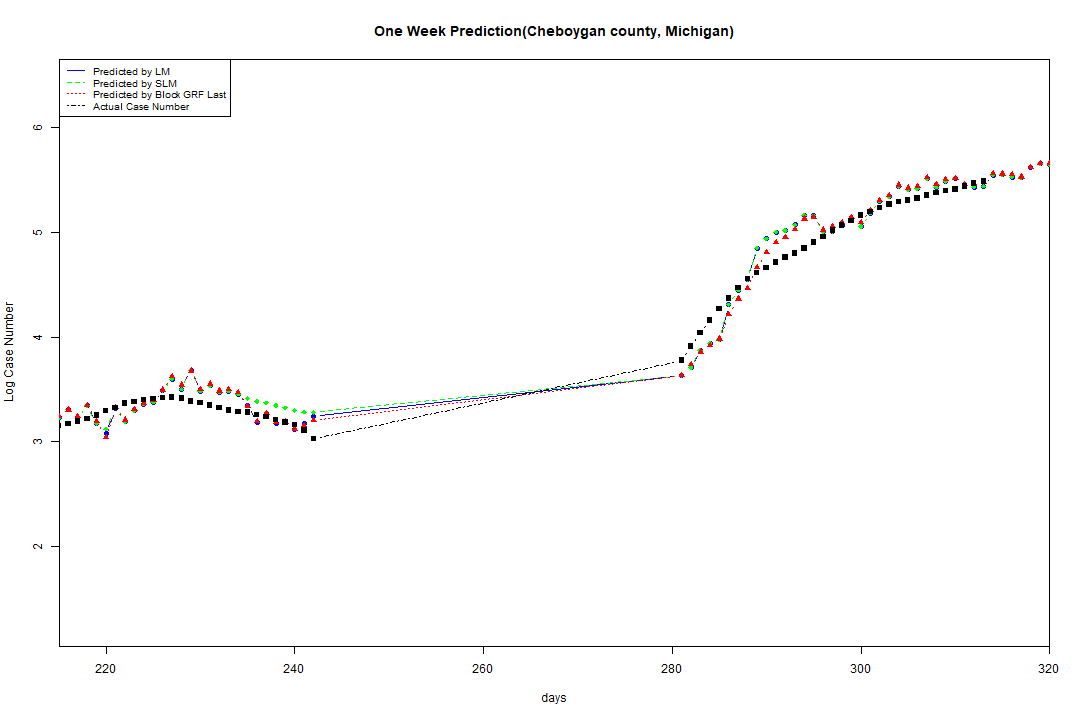 One Week Prediction(Cheboygan county, Michigan)
Predicted by LM
Predicted by SLM
Predicted by Block GRF Last
Actual Case Number
6
5
4
3
2
Log Case Number
220 240 260 280 300 320
days